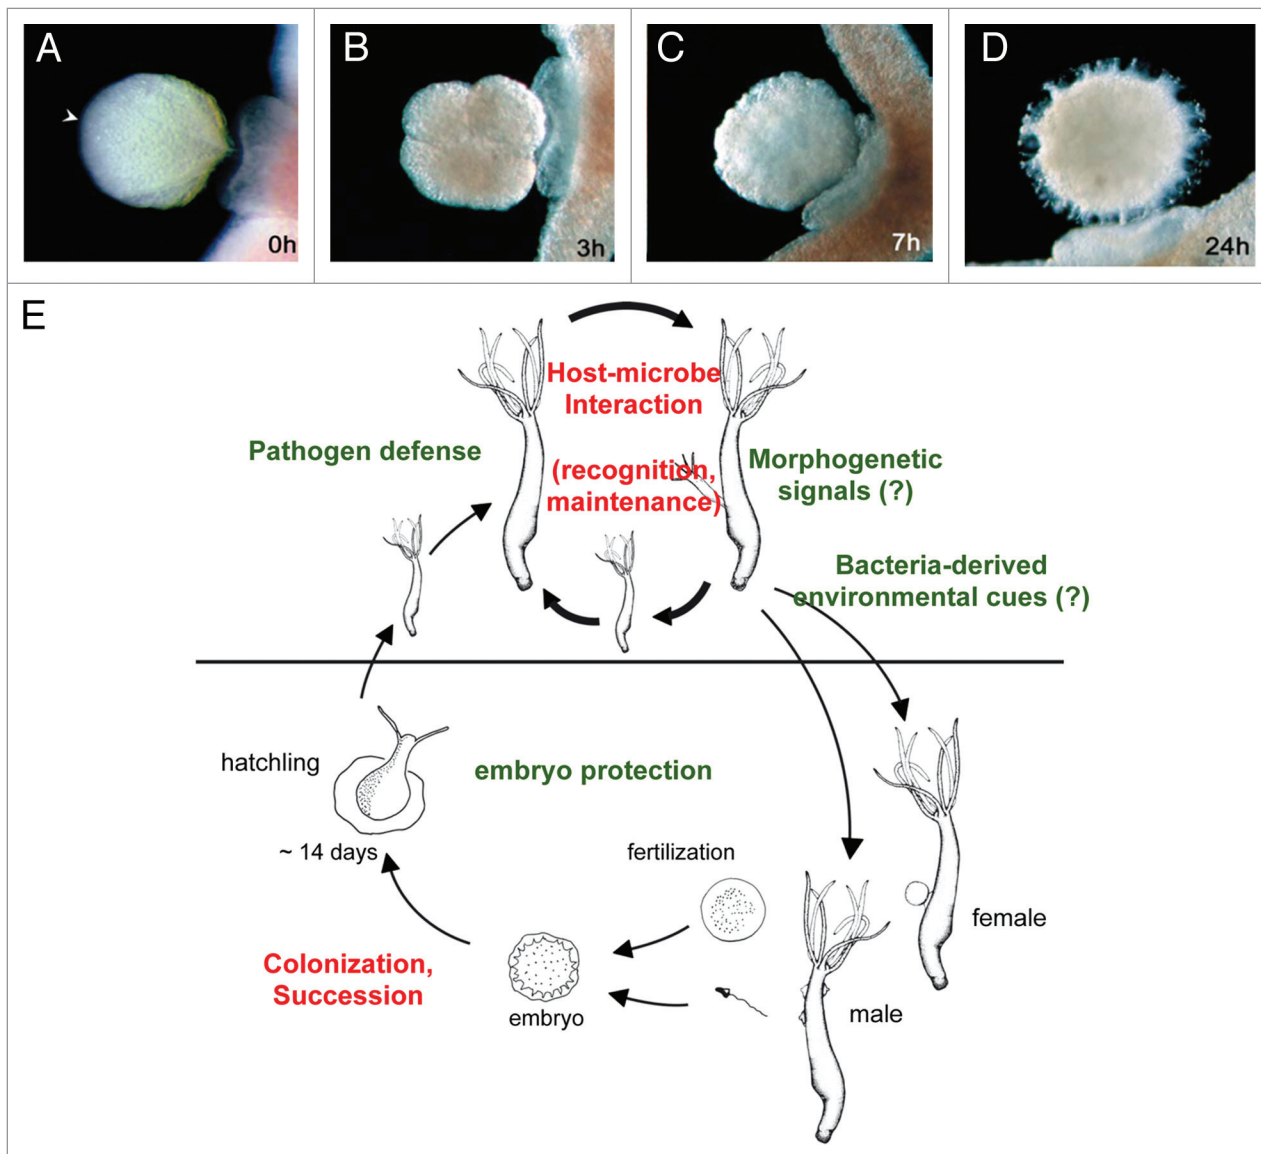 A
0h
B
3h
C
7h
D
24h
E
Host-microbe
Interaction
Pathogen defense
(recognition,
maintenance)
Morphogenetic
signals (?)
Bacteria-derived
environmental cues (?)
hatchling
embryo protection
~ 14 days
fertilization
female
Colonization,
Succession
embryo
male